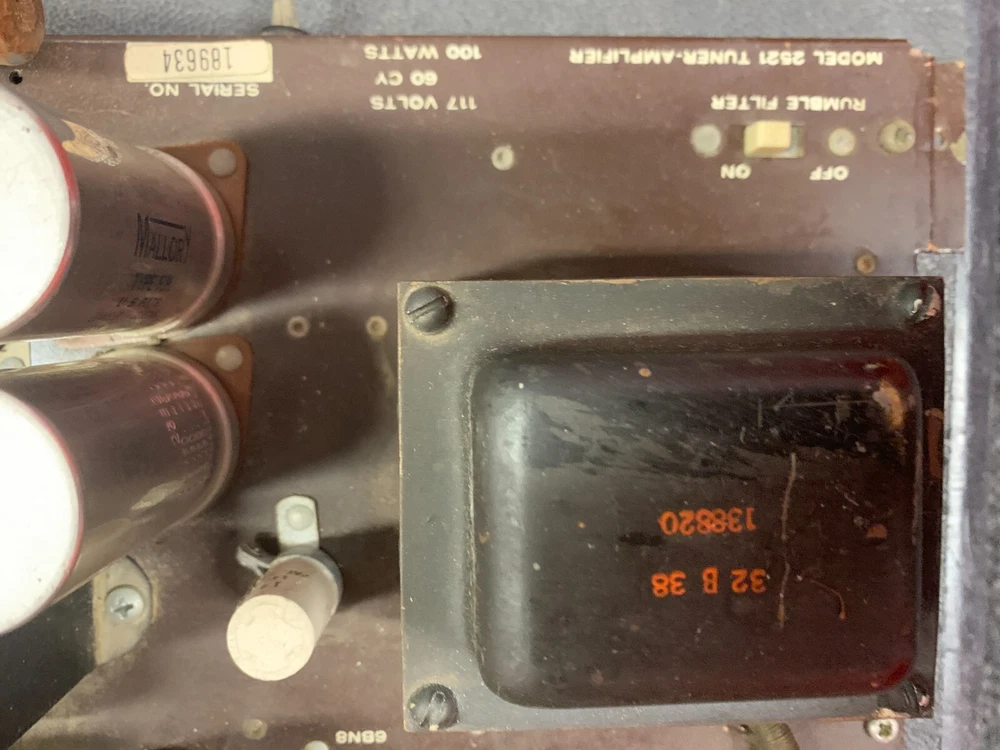 6BN8
32 B 38
138820
OFF ON
RUMBLE FILTER
MODEL 2521 TUNER-AMPLIFIER
117 VOLTS
60 CY
100 WATTS
SERIAL NO.
189634
MALLORY